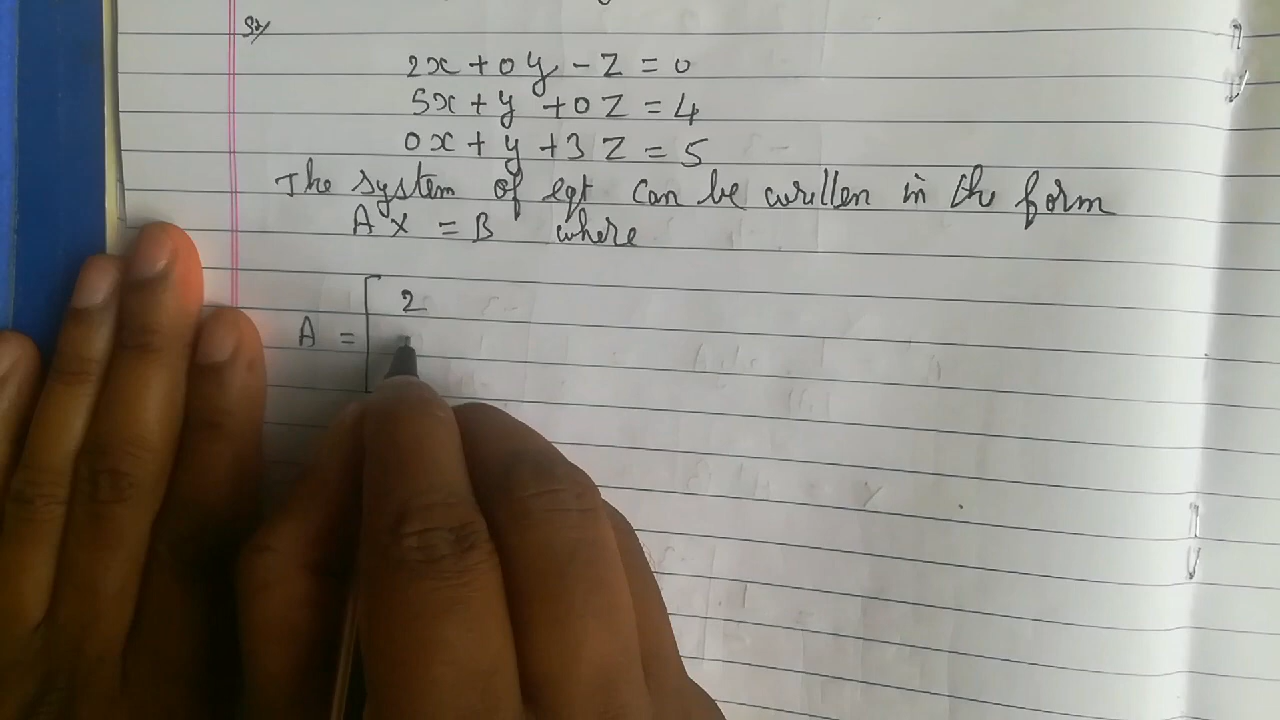 2x + 0y - z = 0
5x + y + 0z = 4
0x + y + 3z = 5
The system of eqt can be written in the form
AX = B where
A = [ 2